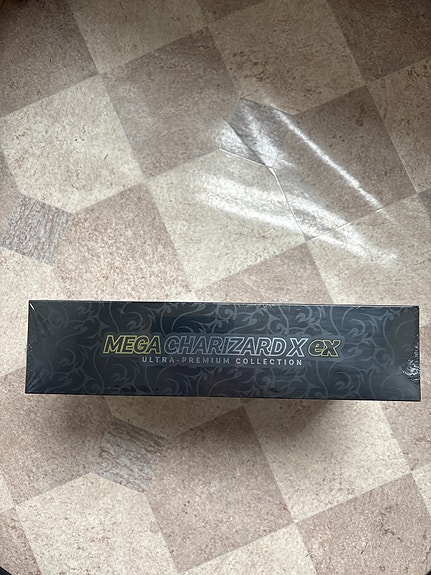 MEGA CHARIZARD X ex
ULTRA-PREMIUM COLLECTION